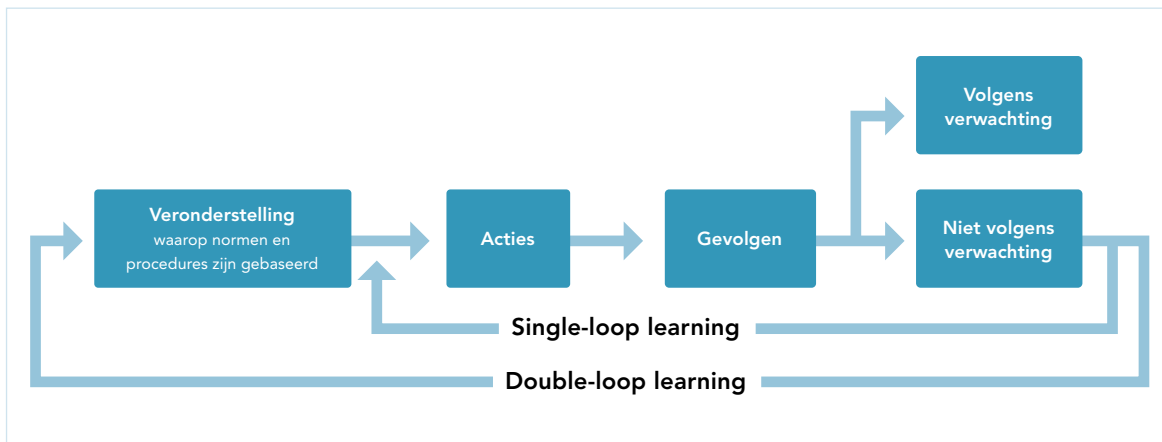 Volgens
verwachting
Veronderstelling
waarop normen en
procedures zijn gebaseerd
Acties
Gevolgen
Niet volgens
verwachting
Single-loop learning
Double-loop learning